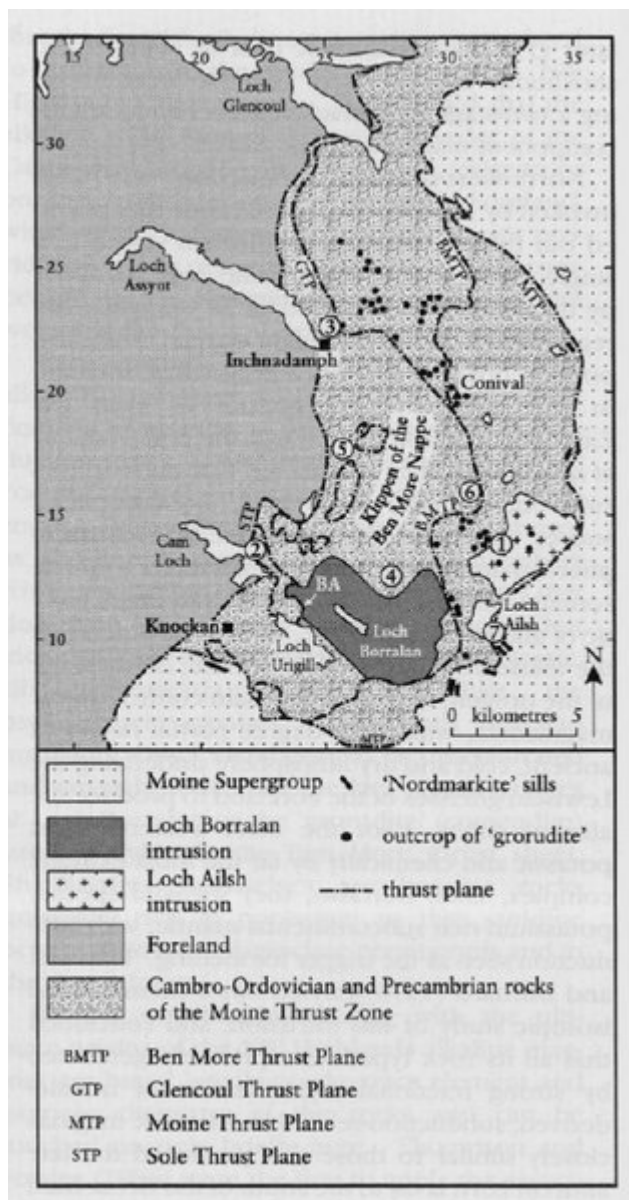 15 20 25 30 35
Loch
Glencoul
30
25
GTP
BMTP
MTP
Loch
Assynt
③
Inchnadamph
Conival
20
⑤
Klippen of the
Ben More Nappe
⑥
15
STP
B.M.T.P.
②
①
Cam
Loch
④
BA
Loch
Ailsh
Knockan
Loch
Borralan
⑦
10
Loch
Urigill
N
0 kilometres 5
MTP
Moine Supergroup
'Nordmarkite' sills
Loch Borralan
intrusion
outcrop of 'grorudite'
Loch Ailsh
intrusion
thrust plane
Foreland
Cambro-Ordovician and Precambrian rocks
of the Moine Thrust Zone
BMTP Ben More Thrust Plane
GTP Glencoul Thrust Plane
MTP Moine Thrust Plane
STP Sole Thrust Plane